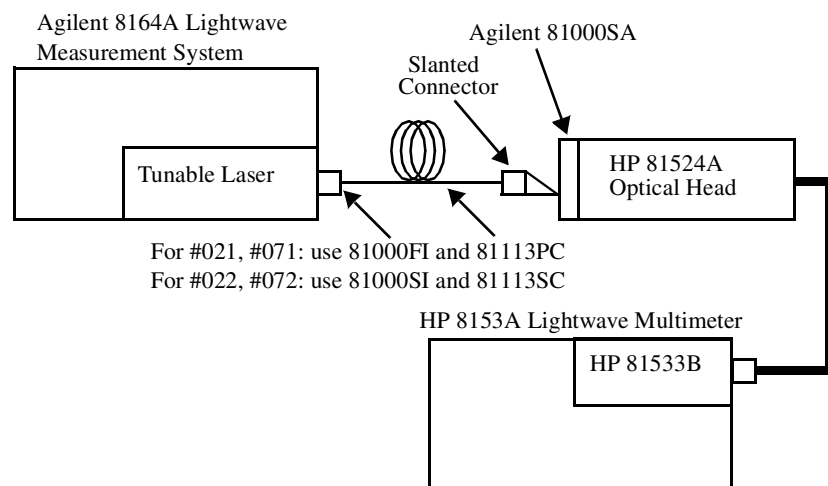 Agilent 8164A Lightwave
Measurement System
Agilent 81000SA
Slanted
Connector
Tunable Laser
HP 81524A
Optical Head
For #021, #071: use 81000FI and 81113PC
For #022, #072: use 81000SI and 81113SC
HP 8153A Lightwave Multimeter
HP 81533B